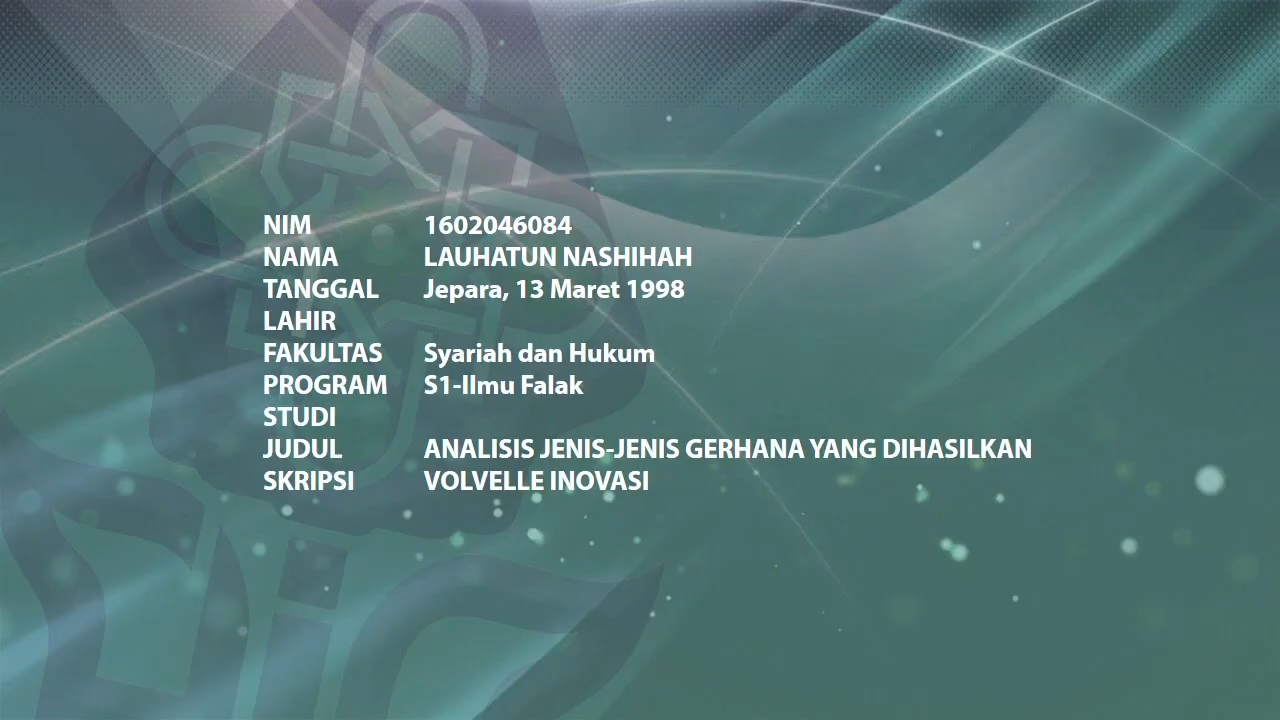 NIM 1602046084
NAMA LAUHATUN NASHIHAH
TANGGAL Jepara, 13 Maret 1998
LAHIR
FAKULTAS Syariah dan Hukum
PROGRAM S1-Ilmu Falak
STUDI
JUDUL ANALISIS JENIS-JENIS GERHANA YANG DIHASILKAN
SKRIPSI VOLVELLE INOVASI